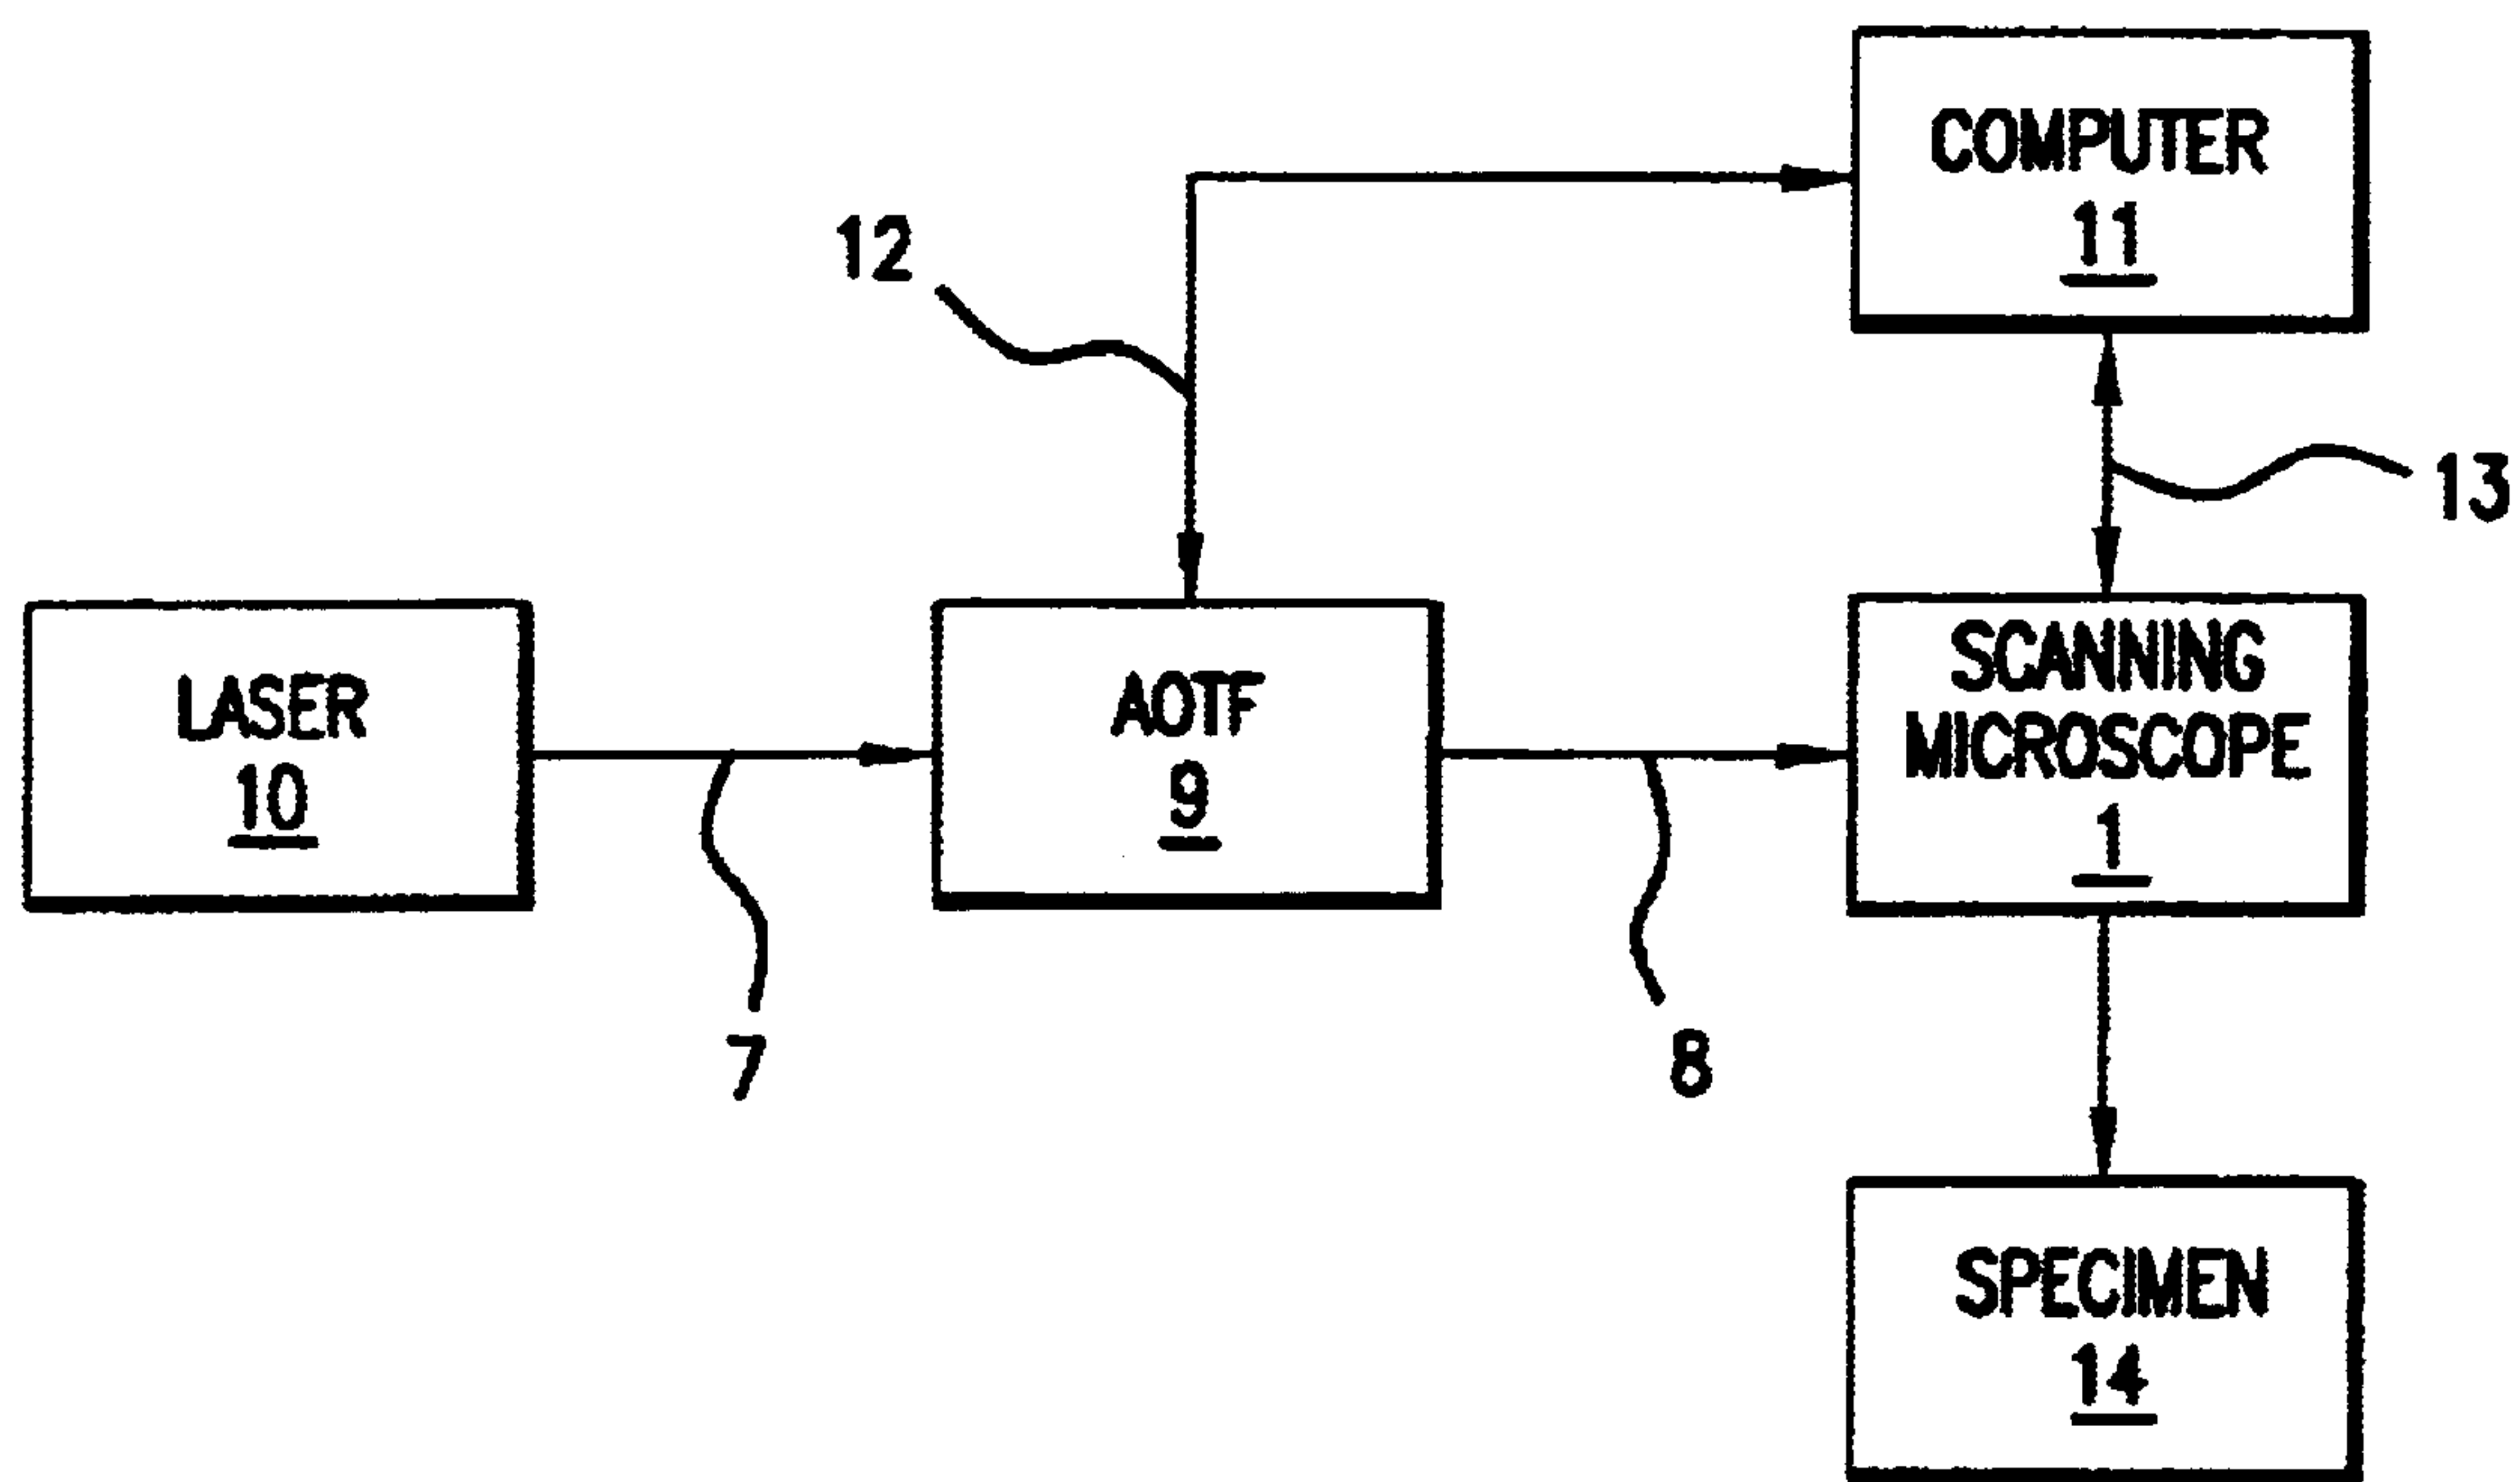 COMPUTER
11
12
13
LASER
10
AOTF
9
SCANNING
MICROSCOPE
1
7
8
SPECIMEN
14